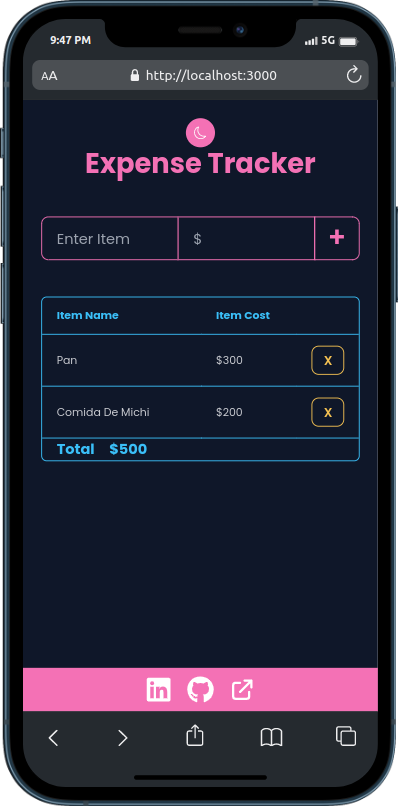 9:47 PM 5G
AA http://localhost:3000
Expense Tracker
Enter Item $ +
Item Name Item Cost
Pan $300 X
Comida De Michi $200 X
Total $500
in